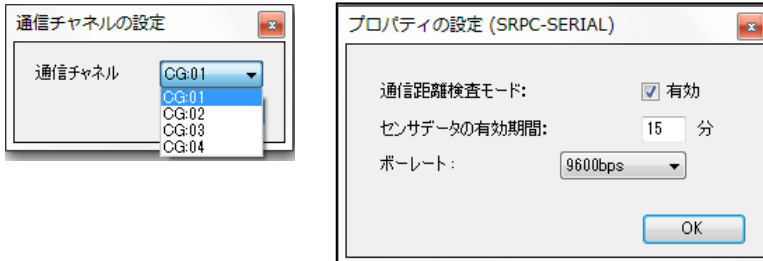 通信チャネルの設定
通信チャネル
CG:01
CG:01
CG:02
CG:03
CG:04
プロパティの設定 (SRPC-SERIAL)
通信距離検査モード:
有効
センサデータの有効期間:
15 分
ボーレート :
9600bps
OK